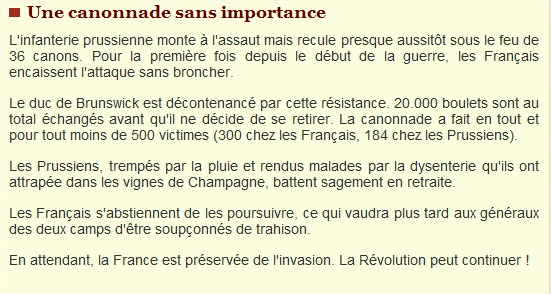 Une canonnade sans importance
L'infanterie prussienne monte à l'assaut mais recule presque aussitôt sous le feu de
36 canons. Pour la première fois depuis le début de la guerre, les Français
encaissent l'attaque sans broncher.
Le duc de Brunswick est décontenancé par cette résistance. 20.000 boulets sont au
total échangés avant qu'il ne décide de se retirer. La canonnade a fait en tout et
pour tout moins de 500 victimes (300 chez les Français, 184 chez les Prussiens).
Les Prussiens, trempés par la pluie et rendus malades par la dysenterie qu'ils ont
attrapée dans les vignes de Champagne, battent sagement en retraite.
Les Français s'abstiennent de les poursuivre, ce qui vaudra plus tard aux généraux
des deux camps d'être soupçonnés de trahison.
En attendant, la France est préservée de l'invasion. La Révolution peut continuer !